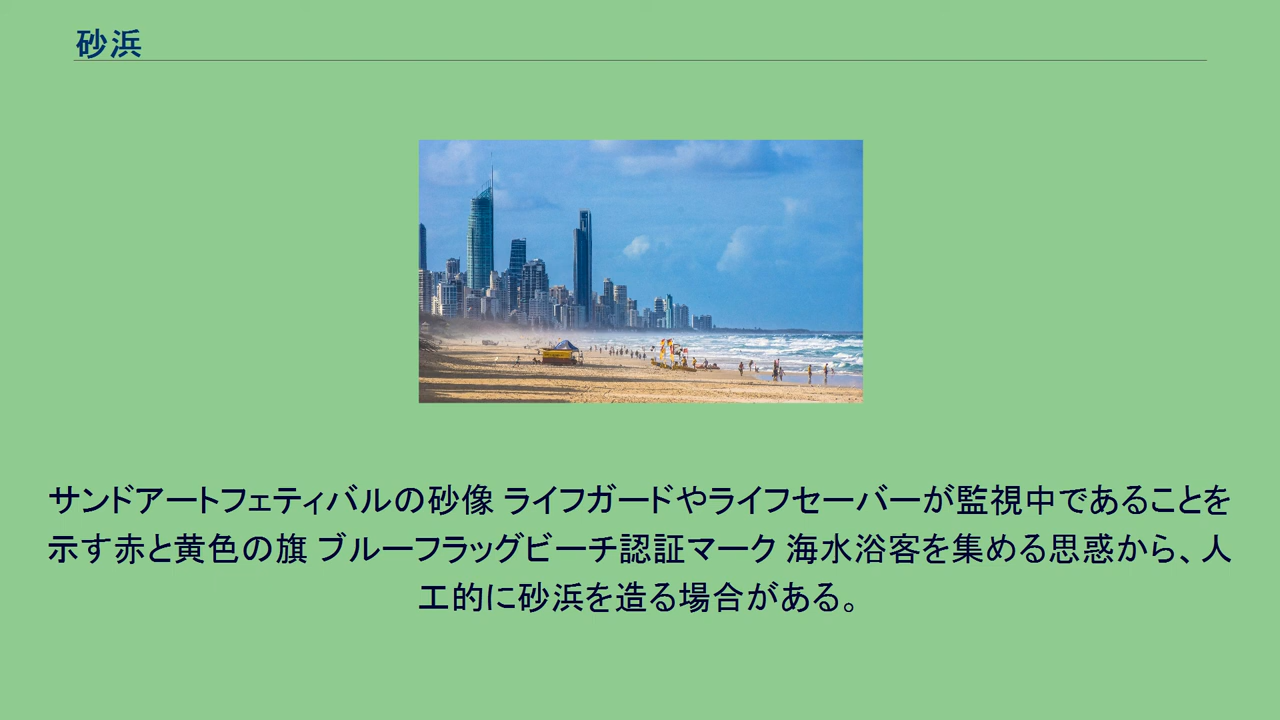 砂浜
サンドアートフェティバルの砂像 ライフガードやライフセーバーが監視中であることを
示す赤と黄色の旗 ブルーフラッグビーチ認証マーク 海水浴客を集める思惑から、人
工的に砂浜を造る場合がある。